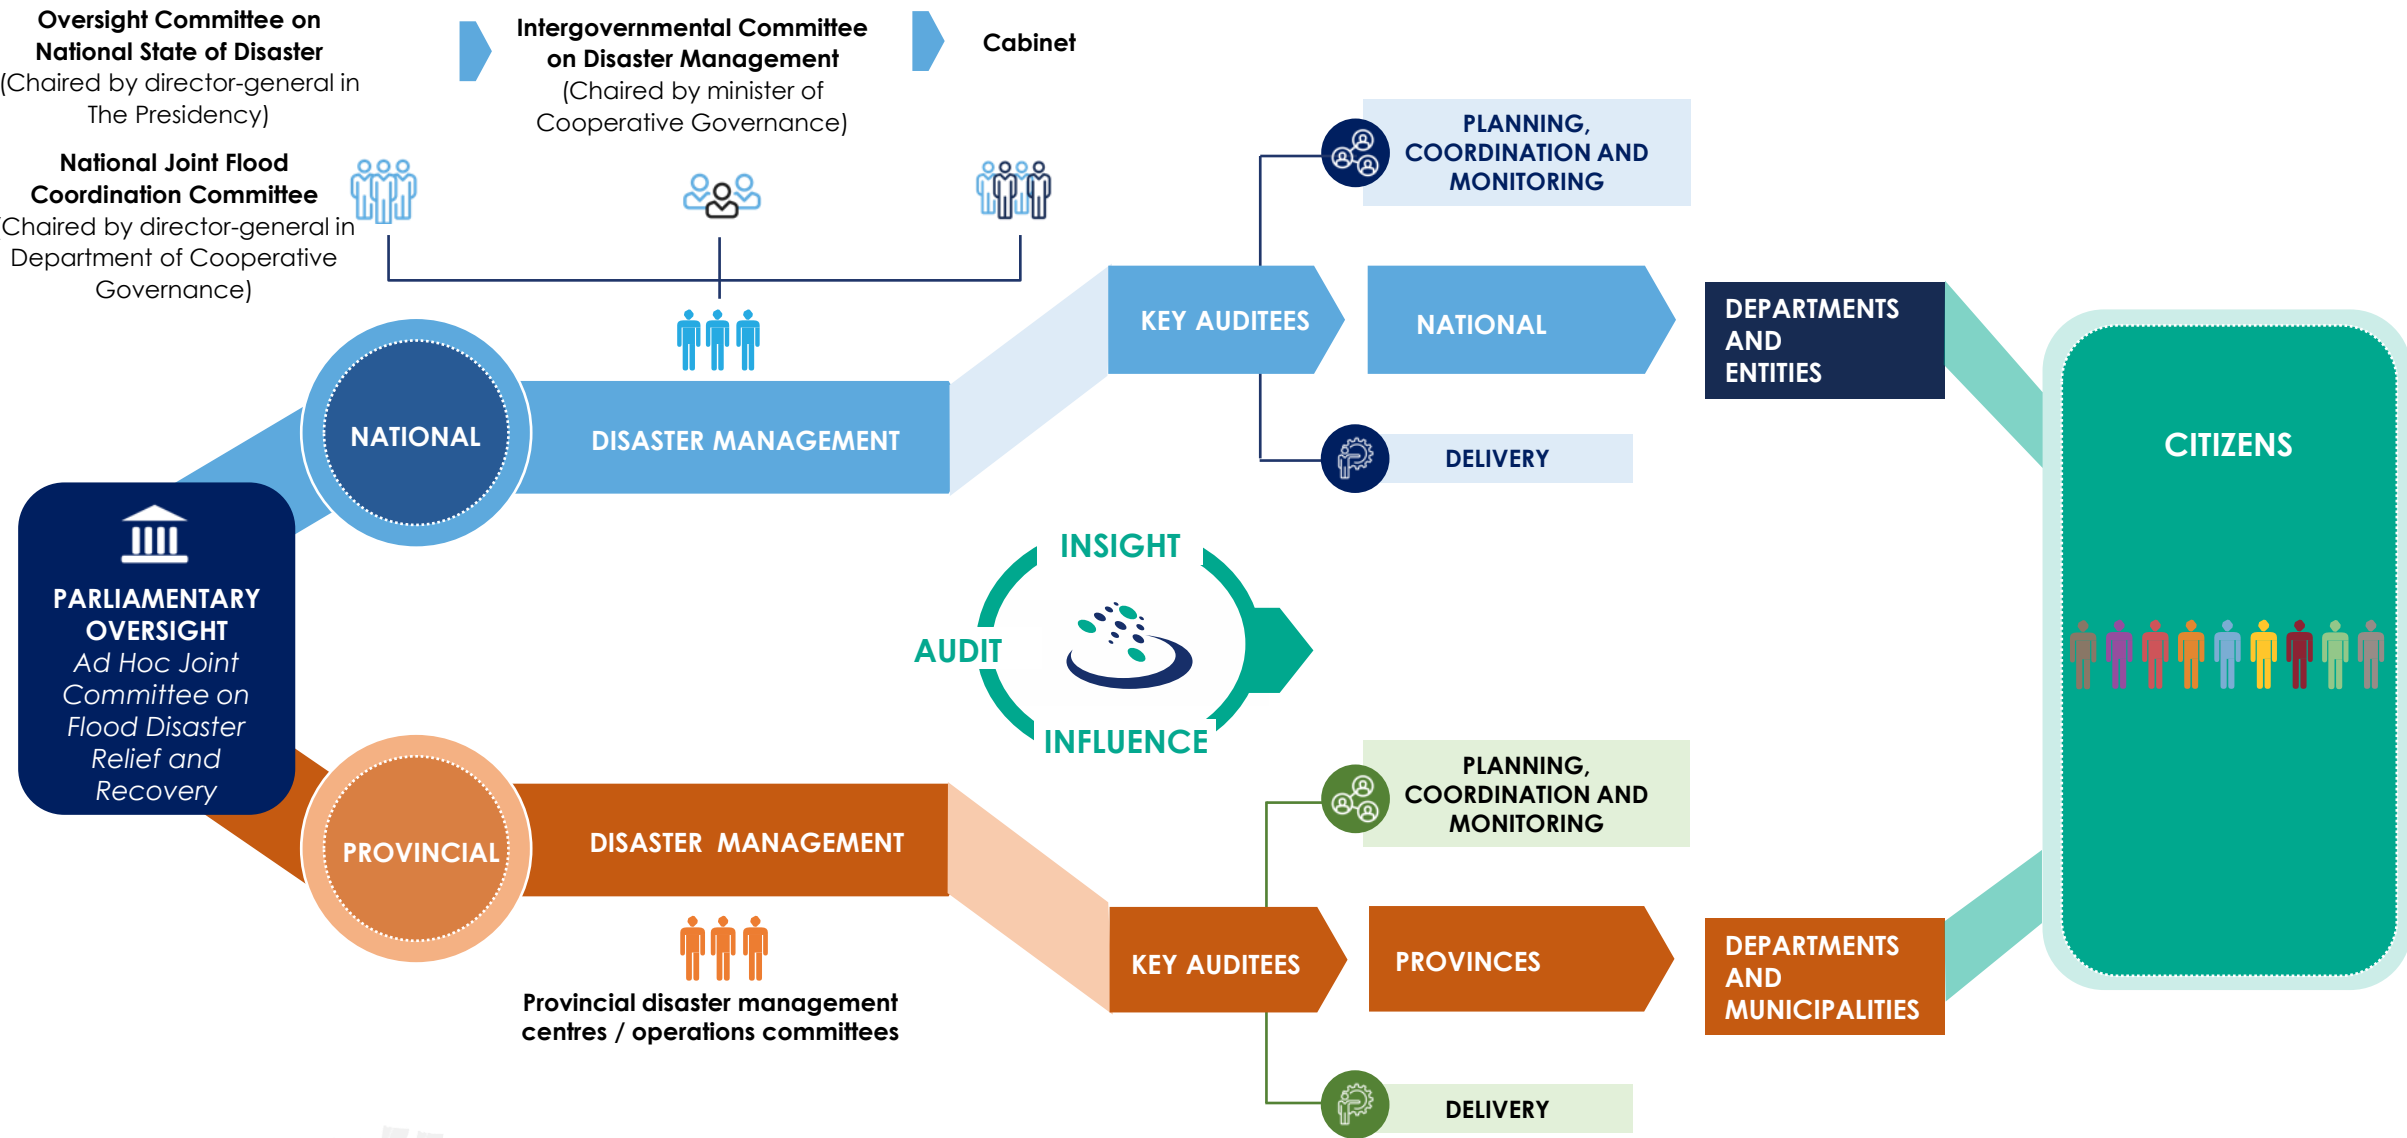 Oversight Committee on
National State of Disaster
(Chaired by director-general in
The Presidency)
National Joint Flood
Coordination Committee
(Chaired by director-general in
Department of Cooperative
Governance)
Intergovernmental Committee
on Disaster Management
(Chaired by minister of
Cooperative Governance)
Cabinet
PARLIAMENTARY
OVERSIGHT
Ad Hoc Joint
Committee on
Flood Disaster
Relief and
Recovery
NATIONAL
DISASTER MANAGEMENT
KEY AUDITEES
PLANNING,
COORDINATION AND
MONITORING
DELIVERY
NATIONAL
DEPARTMENTS
AND
ENTITIES
INSIGHT
AUDIT
INFLUENCE
PROVINCIAL
DISASTER MANAGEMENT
Provincial disaster management
centres / operations committees
KEY AUDITEES
PLANNING,
COORDINATION AND
MONITORING
DELIVERY
PROVINCES
DEPARTMENTS
AND
MUNICIPALITIES
CITIZENS